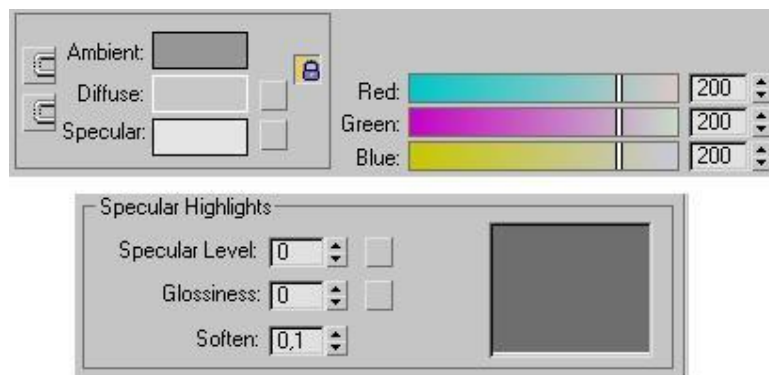 Ambient:
Diffuse:
Specular:
Red: 200
Green: 200
Blue: 200
Specular Highlights
Specular Level: 0
Glossiness: 0
Soften: 0,1